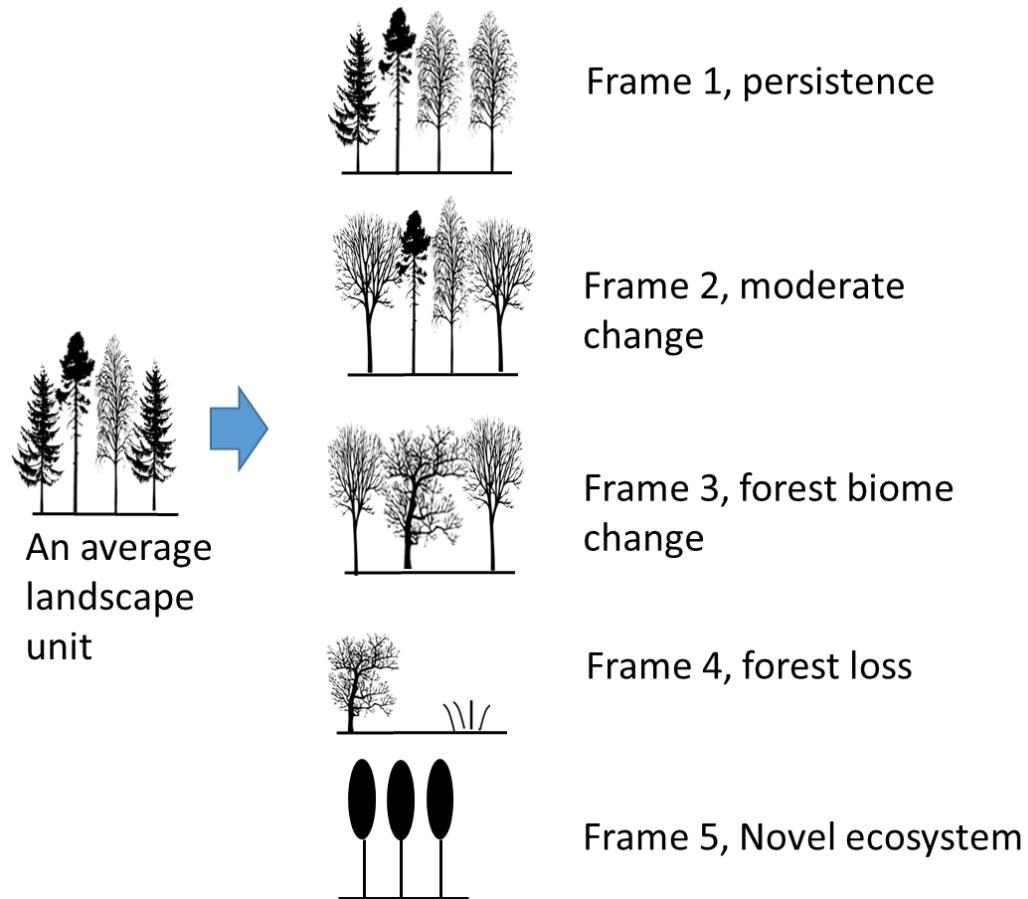 Frame 1, persistence
Frame 2, moderate
change
An average
landscape
unit
Frame 3, forest biome
change
Frame 4, forest loss
Frame 5, Novel ecosystem